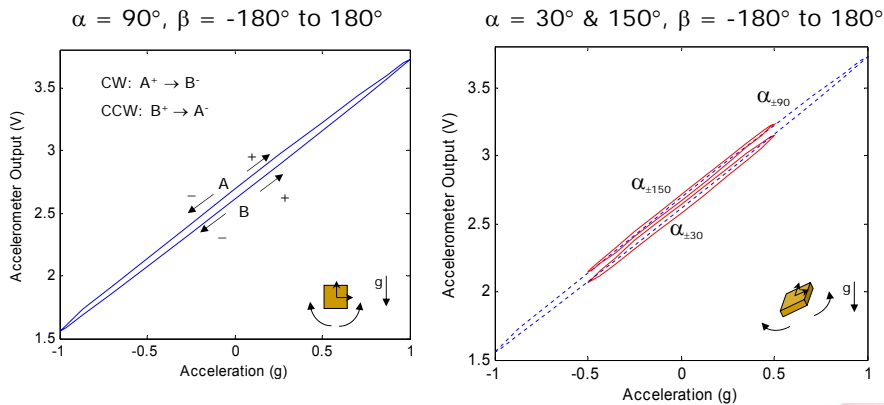 α = 90°, β = -180° to 180°
CW: A⁺ → B⁻
CCW: B⁺ → A⁻
+
A
−
B
+
−
g
3.5
3
2.5
2
1.5
-1
-0.5
0
0.5
1
Accelerometer Output (V)
Acceleration (g)
α = 30° & 150°, β = -180° to 180°
α±90
α±150
α±30
g
3.5
3
2.5
2
1.5
-1
-0.5
0
0.5
1
Accelerometer Output (V)
Acceleration (g)